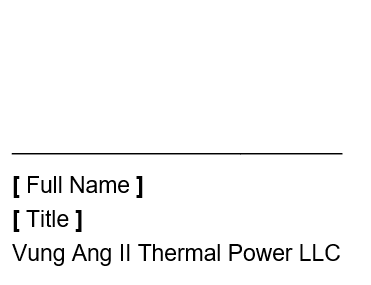 [ Full Name ]
[ Title ]
Vung Ang II Thermal Power LLC